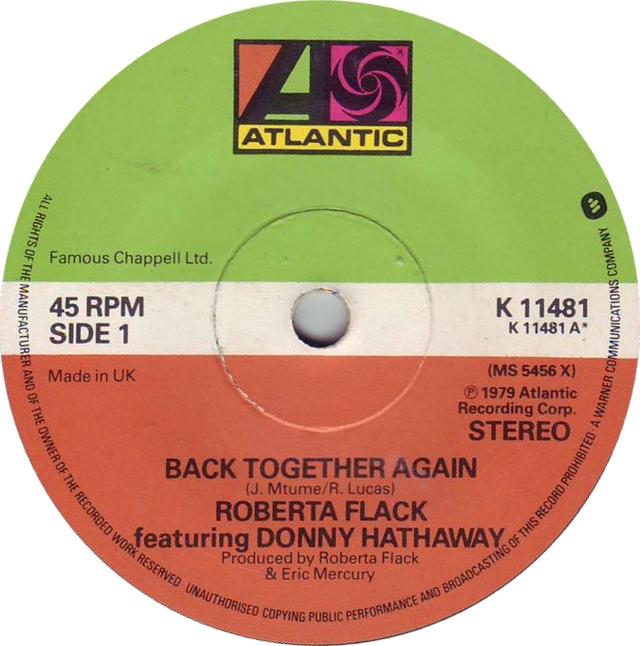 ATLANTIC
Famous Chappell Ltd.
45 RPM
SIDE 1
K 11481
K 11481 A*
Made in UK
(MS 5456 X)
℗ 1979 Atlantic
Recording Corp.
STEREO
BACK TOGETHER AGAIN
(J. Mtume/R. Lucas)
ROBERTA FLACK
featuring DONNY HATHAWAY
Produced by Roberta Flack
& Eric Mercury
ALL RIGHTS OF THE MANUFACTURER AND OF THE OWNER OF THE RECORDED WORK RESERVED · UNAUTHORISED COPYING PUBLIC PERFORMANCE AND BROADCASTING OF THIS RECORD PROHIBITED · A WARNER COMMUNICATIONS COMPANY